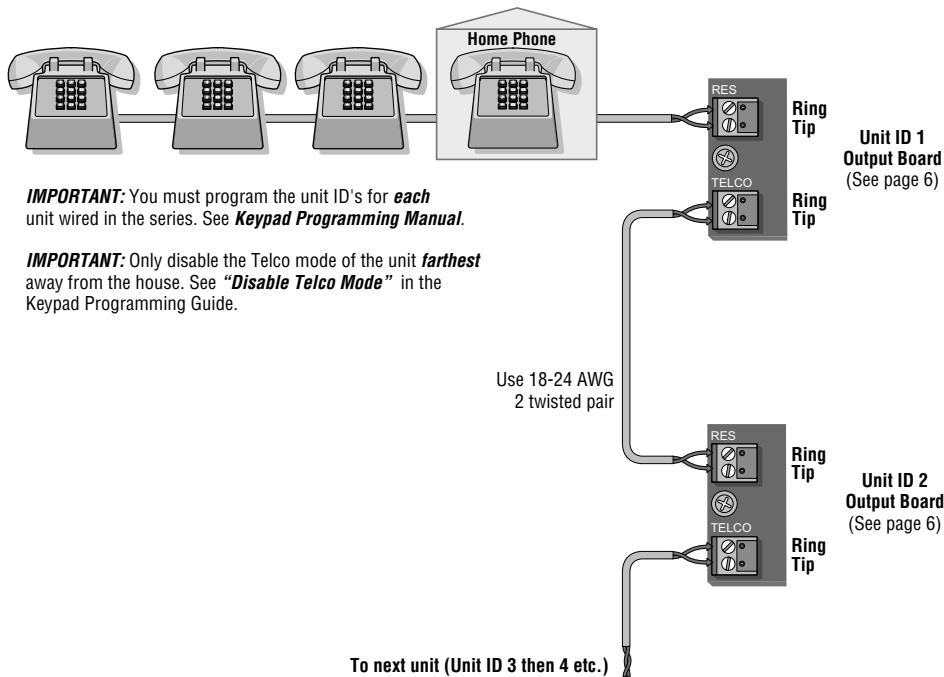 Home Phone
RES
Ring
Tip
Unit ID 1
Output Board
(See page 6)
TELCO
Ring
Tip
IMPORTANT: You must program the unit ID's for each
unit wired in the series. See Keypad Programming Manual.
IMPORTANT: Only disable the Telco mode of the unit farthest
away from the house. See “Disable Telco Mode” in the
Keypad Programming Guide.
Use 18-24 AWG
2 twisted pair
RES
Ring
Tip
Unit ID 2
Output Board
(See page 6)
TELCO
Ring
Tip
To next unit (Unit ID 3 then 4 etc.)